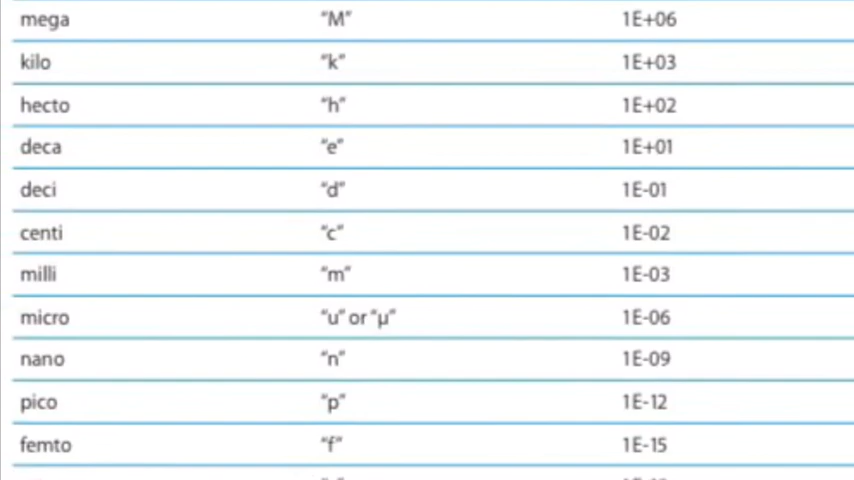 mega "M" 1E+06
kilo "k" 1E+03
hecto "h" 1E+02
deca "e" 1E+01
deci "d" 1E-01
centi "c" 1E-02
milli "m" 1E-03
micro "u" or "µ" 1E-06
nano "n" 1E-09
pico "p" 1E-12
femto "f" 1E-15